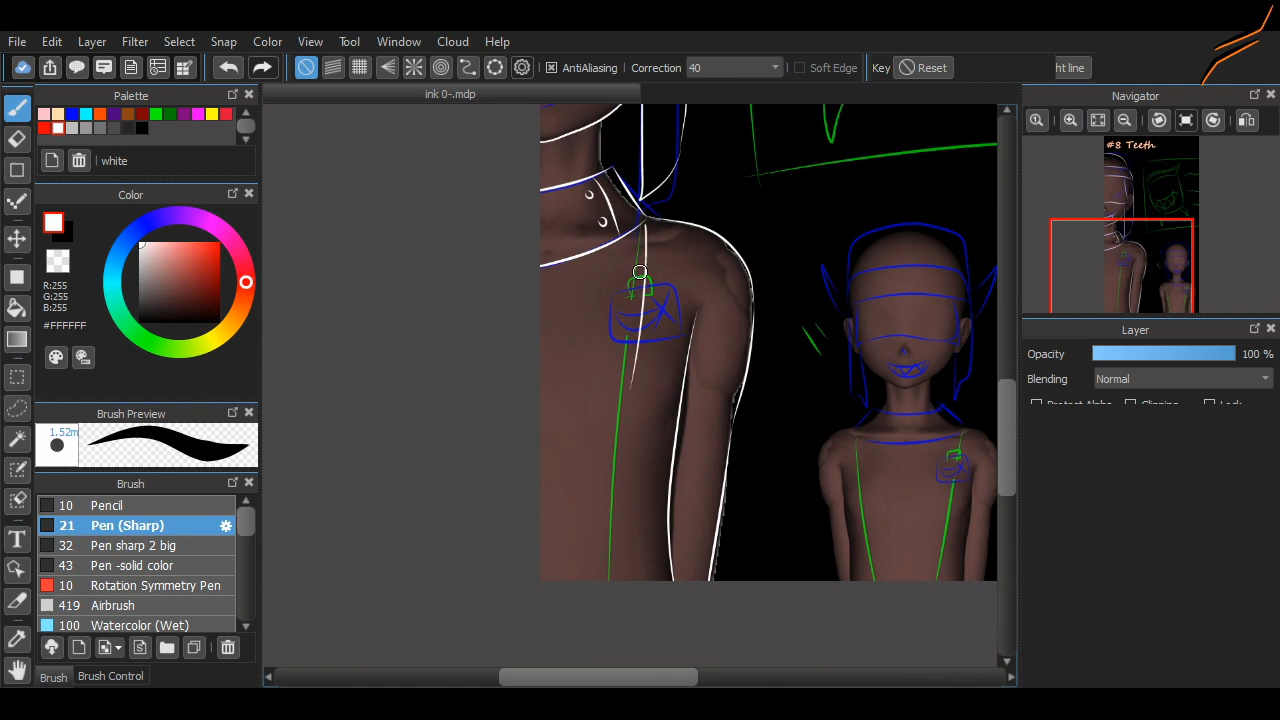 File Edit Layer Filter Select Snap Color View Tool Window Cloud Help
AntiAliasing Correction 40 Soft Edge Key Reset ht line
Palette
white
Color
R:255
G:255
B:255
#FFFFFF
Brush Preview
1.52m
Brush
10 Pencil
21 Pen (Sharp)
32 Pen sharp 2 big
43 Pen -solid color
10 Rotation Symmetry Pen
419 Airbrush
100 Watercolor (Wet)
Brush Brush Control
ink 0-.mdp
Navigator
#8 Teeth
Layer
Opacity 100 %
Blending Normal